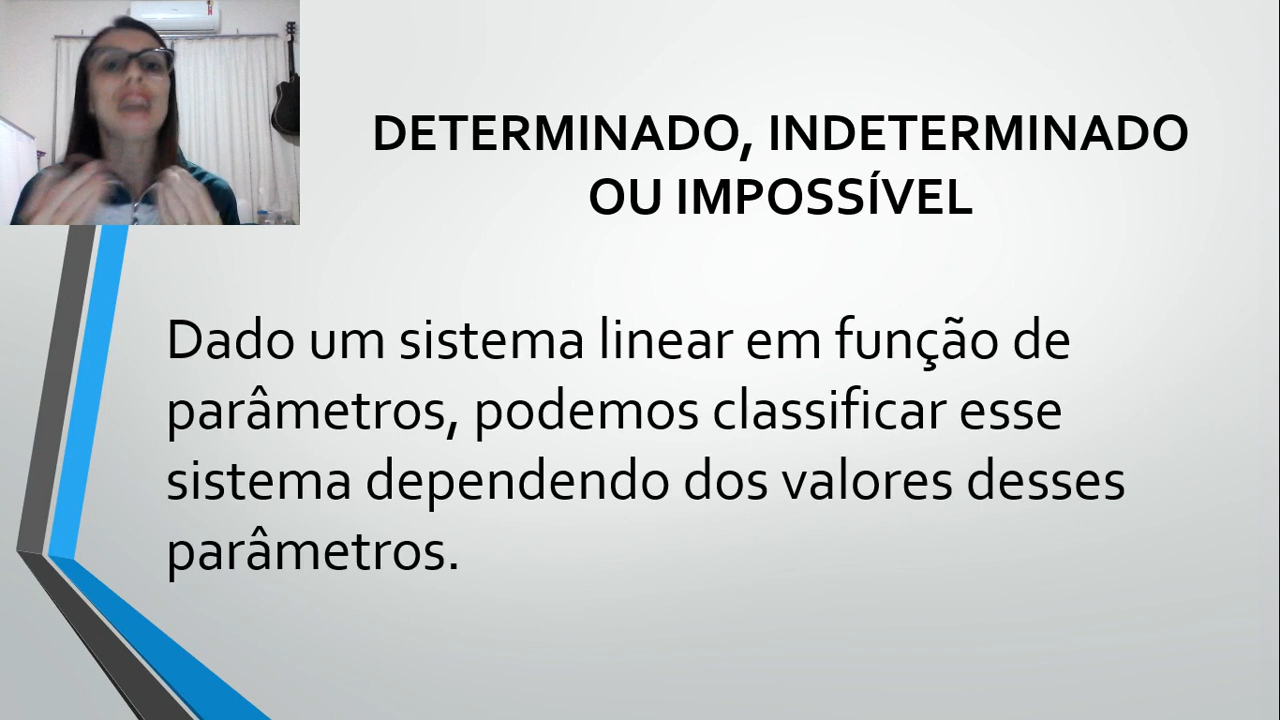 DETERMINADO, INDETERMINADO
OU IMPOSSÍVEL
Dado um sistema linear em função de
parâmetros, podemos classificar esse
sistema dependendo dos valores desses
parâmetros.